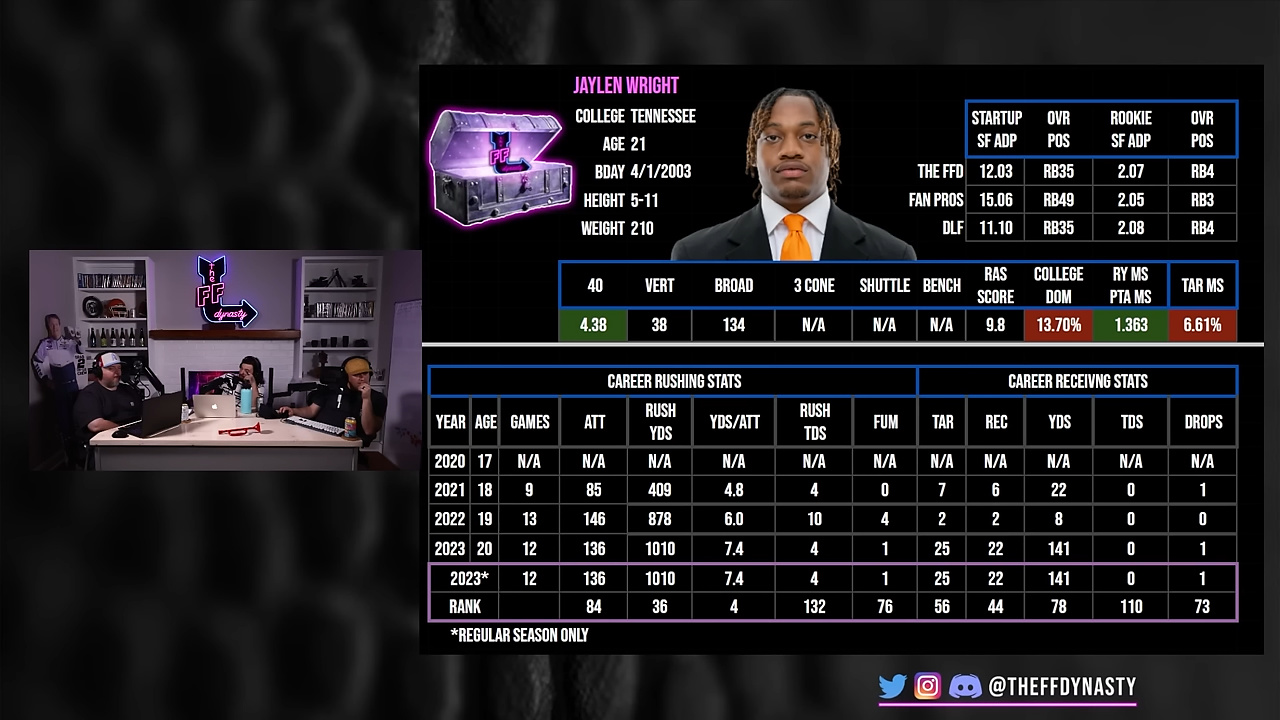 JAYLEN WRIGHT
COLLEGE TENNESSEE
AGE 21
BDAY 4/1/2003
HEIGHT 5-11
WEIGHT 210
FF
STARTUP SF ADP OVR POS ROOKIE SF ADP OVR POS
THE FFD 12.03 RB35 2.07 RB4
FAN PROS 15.06 RB49 2.05 RB3
DLF 11.10 RB35 2.08 RB4
the
FF
dynasty
40 VERT BROAD 3 CONE SHUTTLE BENCH RAS SCORE COLLEGE DOM RY MS PTA MS TAR MS
4.38 38 134 N/A N/A N/A 9.8 13.70% 1.363 6.61%
CAREER RUSHING STATS CAREER RECEIVNG STATS
YEAR AGE GAMES ATT RUSH YDS YDS/ATT RUSH TDS FUM TAR REC YDS TDS DROPS
2020 17 N/A N/A N/A N/A N/A N/A N/A N/A N/A N/A N/A
2021 18 9 85 409 4.8 4 0 7 6 22 0 1
2022 19 13 146 878 6.0 10 4 2 2 8 0 0
2023 20 12 136 1010 7.4 4 1 25 22 141 0 1
2023* 12 136 1010 7.4 4 1 25 22 141 0 1
RANK 84 36 4 132 76 56 44 78 110 73
*REGULAR SEASON ONLY
@THEFFDYNASTY